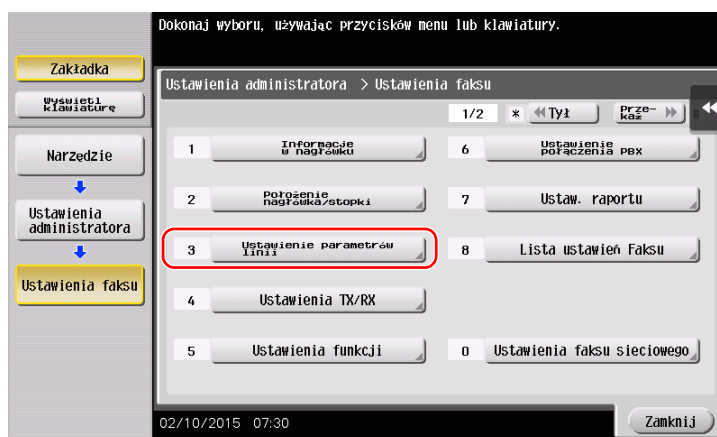 Dokonaj wyboru, używając przycisków menu lub klawiatury.
Zakładka
Wyświetl
klawiaturę
Narzędzie
Ustawienia
administratora
Ustawienia faksu
Ustawienia administratora > Ustawienia faksu
1/2 * Tył Prze-
każ
1 Informacje
w nagłówku
2 Położenie
nagłówka/stopki
3 Ustawienie parametrów
linii
4 Ustawienia TX/RX
5 Ustawienia funkcji
6 Ustawienie
połączenia PBX
7 Ustaw. raportu
8 Lista ustawień Faksu
0 Ustawienia faksu sieciowego
02/10/2015 07:30
Zamknij